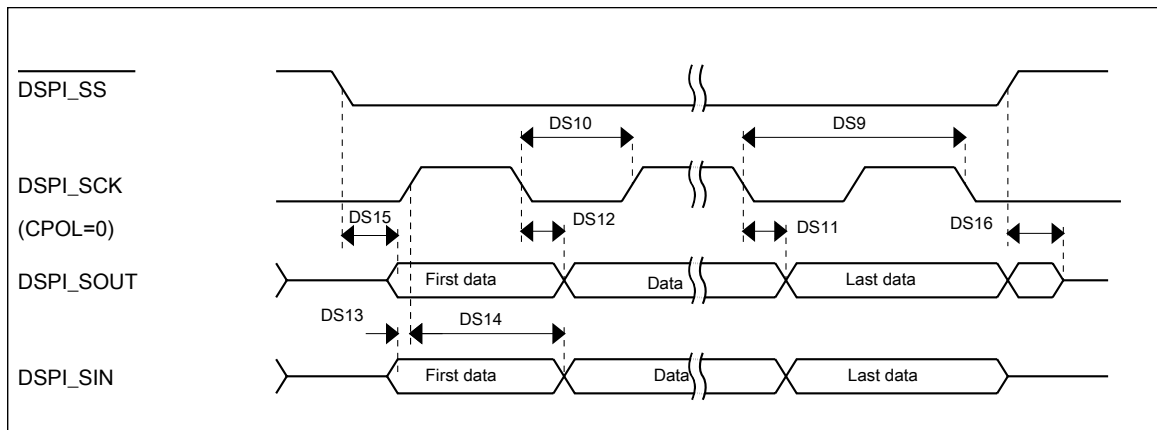 DSPI_SS
DS10
DS9
DSPI_SCK
DS15
DS12
DS11
DS16
(CPOL=0)
DSPI_SOUT
First data
Data
Last data
DS13
DS14
DSPI_SIN
First data
Data
Last data